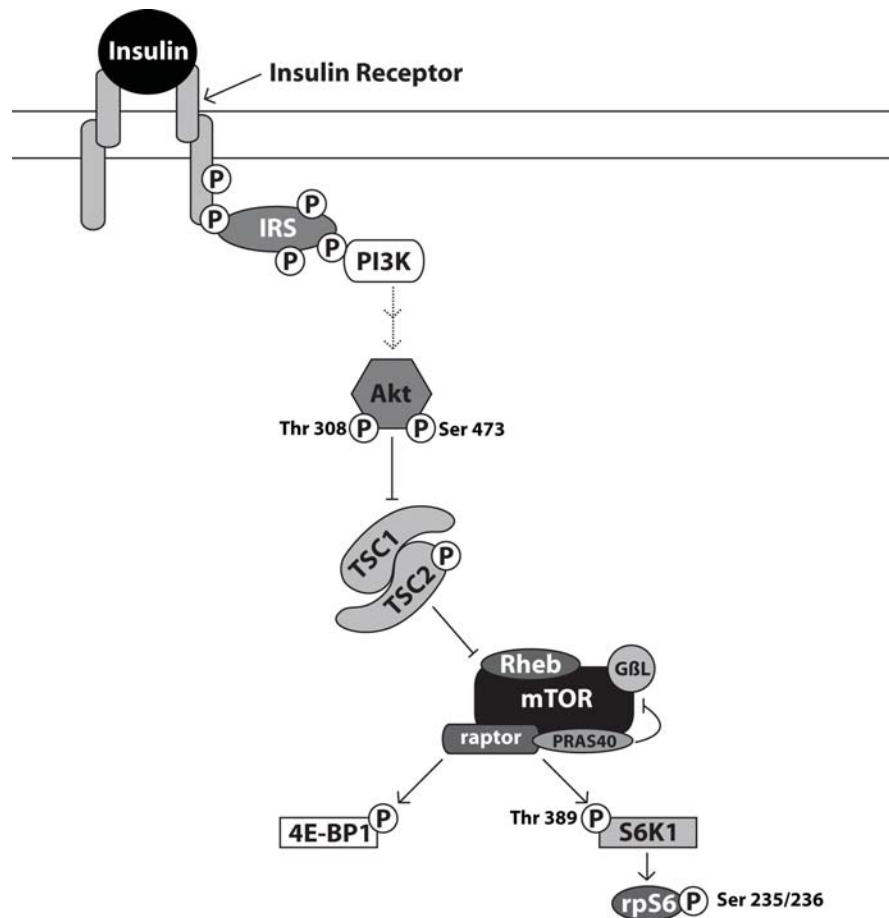 Insulin
Insulin Receptor
P
P
P
IRS
P
P
PI3K
Akt
Thr 308 P P Ser 473
TSC1
P
TSC2
Rheb
GßL
mTOR
raptor
PRAS40
P
4E-BP1
Thr 389 P
S6K1
rpS6 P Ser 235/236